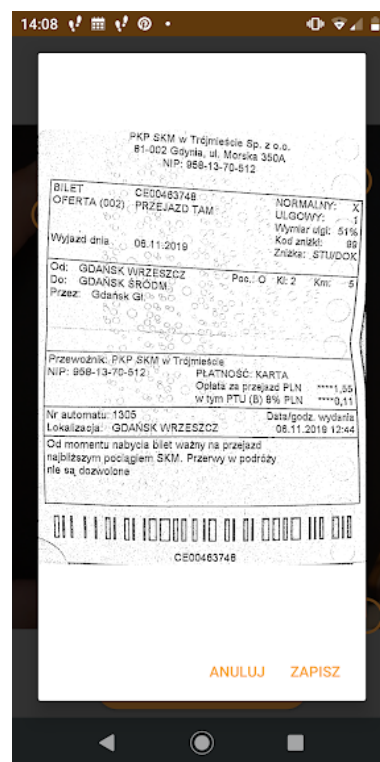 14:08
PKP SKM w Trójmieście Sp. z o.o.
81-002 Gdynia, ul. Morska 350A
NIP: 958-13-70-512
BILET CE00463748 NORMALNY: X
OFERTA (002) PRZEJAZD TAM ULGOWY: 1
Wymiar ulgi: 51%
Wyjazd dnia 06.11.2019 Kod zniżki: 99
Zniżka: STU/DOK
Od: GDAŃSK WRZESZCZ Poc.: O Kl: 2 Km: 5
Do: GDAŃSK ŚRÓDM.
Przez: Gdańsk Gł.
Przewoźnik: PKP SKM w Trójmieście
NIP: 958-13-70-512 PŁATNOŚĆ: KARTA
Opłata za przejazd PLN ****1,55
w tym PTU (B) 8% PLN ****0,11
Nr automatu: 1305 Data/godz. wydania
Lokalizacja: GDAŃSK WRZESZCZ 06.11.2019 12:44
Od momentu nabycia bilet ważny na przejazd
najbliższym pociągiem SKM. Przerwy w podróży
nie są dozwolone
CE00463748
ANULUJ ZAPISZ